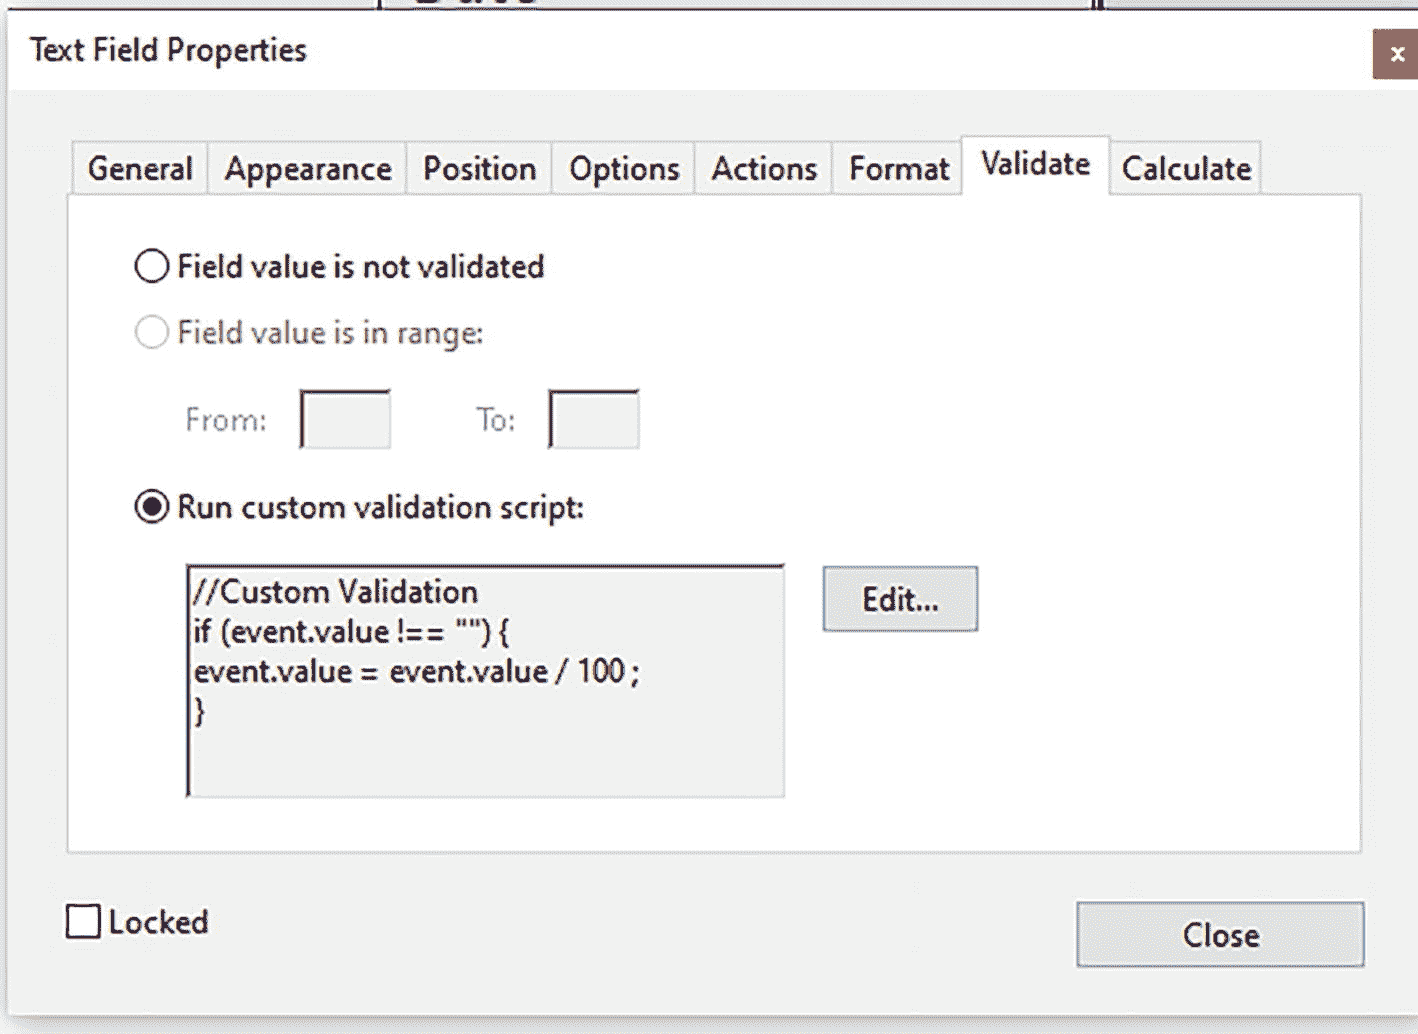 Text Field Properties
x
General Appearance Position Options Actions Format Validate Calculate
Field value is not validated
Field value is in range:
From: To:
Run custom validation script:
//Custom Validation
if (event.value !== "") {
event.value = event.value / 100 ;
}
Edit...
Locked
Close